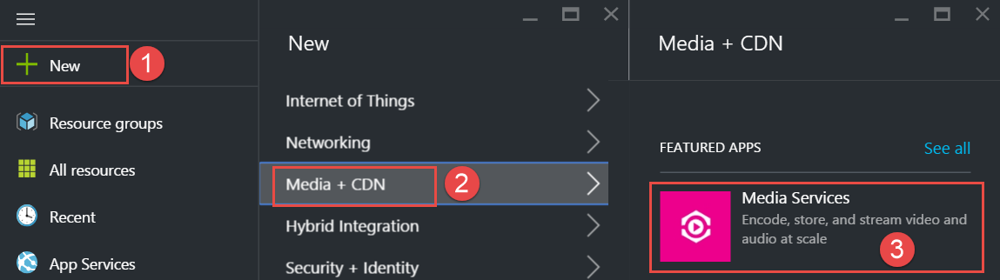 New
1
Resource groups
All resources
Recent
App Services
New
Internet of Things
Networking
Media + CDN
2
Hybrid Integration
Security + Identity
Media + CDN
FEATURED APPS
See all
Media Services
Encode, store, and stream video and
audio at scale
3